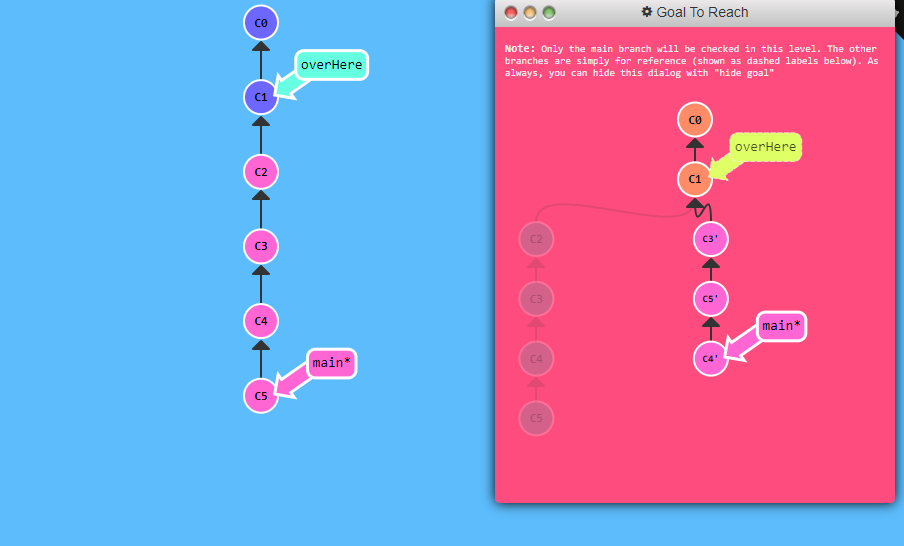 C0
overHere
C1
C2
C3
C4
main*
C5
Goal To Reach
Note: Only the main branch will be checked in this level. The other
branches are simply for reference (shown as dashed labels below). As
always, you can hide this dialog with "hide goal"
C0
overHere
C1
C2
C3'
C3
C5'
main*
C4
C4'
C5